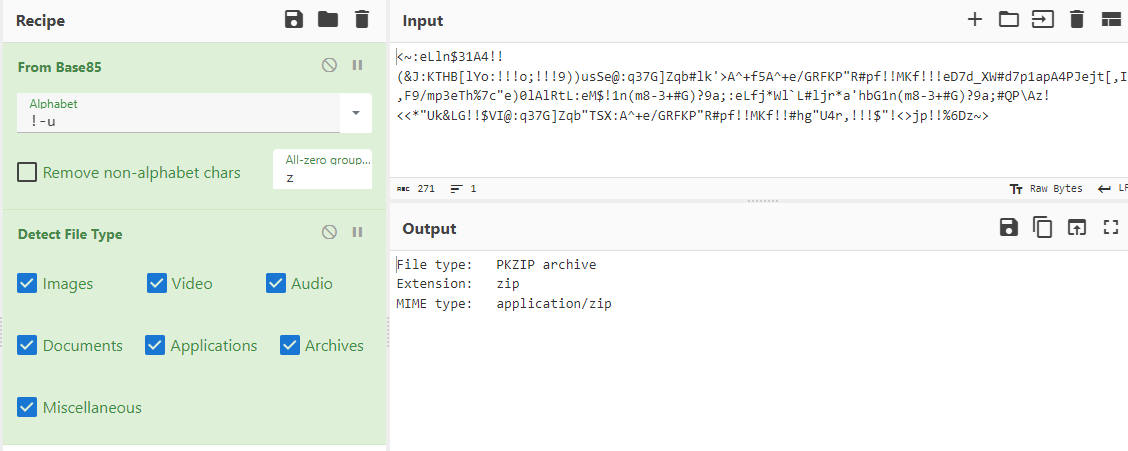 Recipe
From Base85
Alphabet
!-u
Remove non-alphabet chars
All-zero group...
z
Detect File Type
Images
Video
Audio
Documents
Applications
Archives
Miscellaneous
Input
<~:eLln$31A4!!
(&J:KTHB[lYo:!!!o;!!!9))usSe@:q37G]Zqb#lk'>A^+f5A^+e/GRFKP"R#pf!!MKf!!!eD7d_XW#d7p1apA4PJejt[,I
,F9/mp3eTh%7c"e)0lAlRtL:eM$!1n(m8-3+#G)?9a;:eLfj*Wl`L#ljr*a'hbG1n(m8-3+#G)?9a;#QP\Az!
<<*"Uk&LG!!$VI@:q37G]Zqb"TSX:A^+e/GRFKP"R#pf!!MKf!!#hg"U4r,!!!$"!<>jp!!%6Dz~>
ABC 271
1
Tт Raw Bytes
LF
Output
File type: PKZIP archive
Extension: zip
MIME type: application/zip